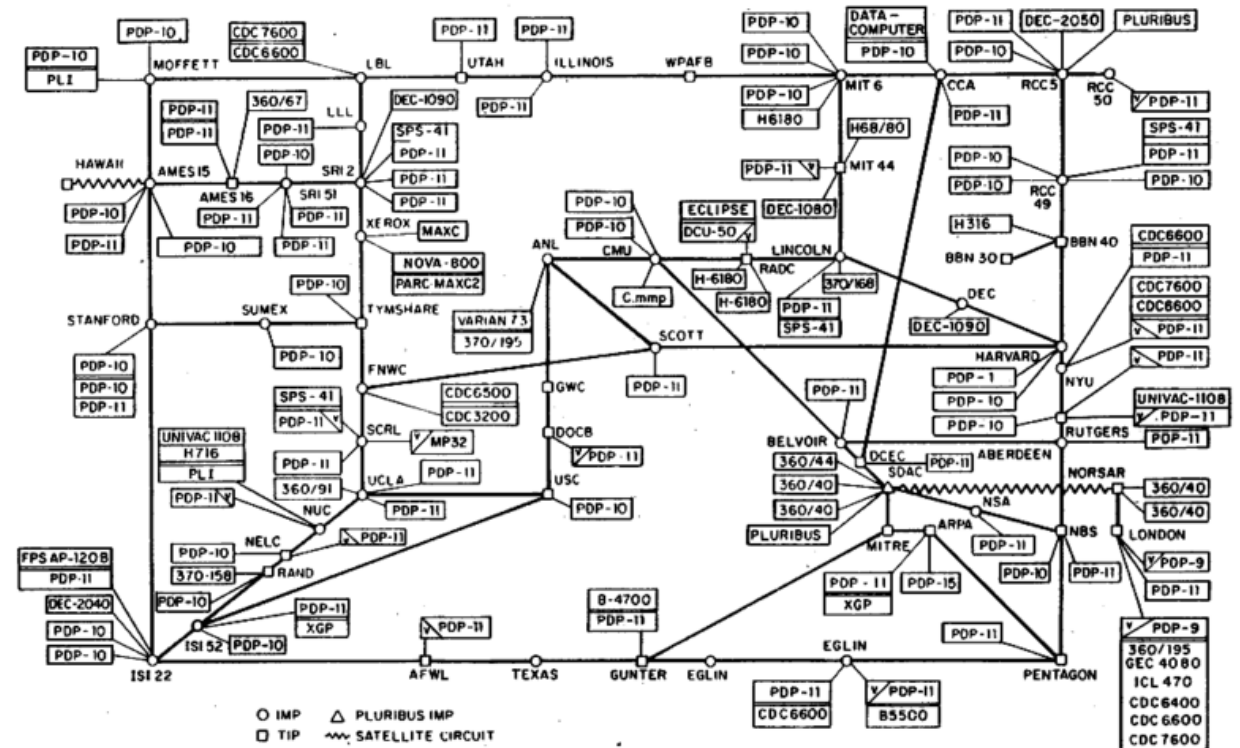 PDP-10
PLI
PDP-10
MOFFETT
CDC7600
CDC6600
LBL
PDP-11
UTAH
PDP-11
ILLINOIS
PDP-11
WPAFB
PDP-10
PDP-10
PDP-10
H6180
MIT 6
DATA-
COMPUTER
PDP-10
CCA
PDP-11
PDP-11
PDP-10
DEC-2050
PLURIBUS
RCC5
RCC
50
PDP-11
HAWAII
PDP-11
PDP-11
360/67
LLL
PDP-11
PDP-10
DEC-1090
SPS-41
PDP-11
PDP-11
PDP-11
AMES15
AMES16
SRI 51
SRI 2
PDP-10
PDP-11
PDP-10
PDP-11
PDP-11
XEROX
MAXC
NOVA-800
PARC-MAXC2
H68/80
PDP-11
MIT 44
DEC-1080
SPS-41
PDP-11
PDP-10
PDP-10
PDP-10
RCC
49
PDP-10
PDP-10
ECLIPSE
DCU-50
ANL
CMU
C.mmp
RADC
H-6180
H-6180
LINCOLN
370/168
PDP-11
SPS-41
H316
BBN 40
BBN 30
CDC6600
PDP-11
CDC7600
CDC6600
PDP-11
PDP-11
DEC
DEC-1090
STANFORD
SUMEX
PDP-10
TYMSHARE
PDP-10
PDP-10
PDP-10
PDP-11
VARIAN 73
370/195
SCOTT
PDP-11
HARVARD
PDP-1
PDP-10
PDP-10
NYU
FNWC
CDC6500
CDC3200
GWC
SPS-41
PDP-11
SCRL
MP32
DOCB
PDP-11
PDP-11
UNIVAC 1108
H716
PLI
PDP-11
PDP-11
360/91
UCLA
PDP-11
PDP-11
USC
PDP-10
UNIVAC-1108
PDP-11
RUTGERS
PDP-11
BELVOIR
ABERDEEN
360/44
360/40
360/40
PLURIBUS
DCEC
PDP-11
SDAC
NORSAR
360/40
360/40
NUC
NELC
PDP-11
PDP-10
370-158
RAND
PDP-10
NSA
PDP-11
NBS
PDP-10
PDP-11
LONDON
PDP-9
PDP-11
MITRE
ARPA
PDP-11
XGP
PDP-15
FPS AP-120B
PDP-11
DEC-2040
PDP-10
PDP-10
PDP-11
XGP
ISI 52
PDP-10
PDP-11
B-4700
PDP-11
PDP-11
PDP-9
360/195
GEC 4080
ICL 470
CDC6400
CDC6600
CDC7600
ISI22
AFWL
TEXAS
GUNTER
EGLIN
EGLIN
PDP-11
CDC6600
PDP-11
B5500
PENTAGON
IMP
PLURIBUS IMP
TIP
SATELLITE CIRCUIT